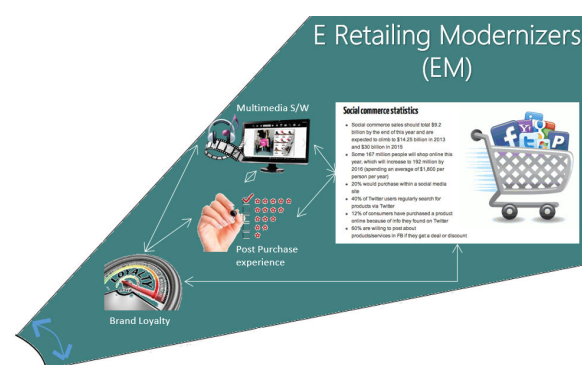 E Retailing Modernizers
(EM)
Multimedia S/W
Social commerce statistics
• Social commerce sales should total $9.2
billion by the end of this year and are
expected to climb to $14.25 billion in 2013
and $30 billion in 2015
• Some 167 million people will shop online this
year, which will increase to 192 million by
2016 (spending an average of $1,800 per
person per year)
• 20% would purchase within a social media
site
• 40% of Twitter users regularly search for
products via Twitter
• 12% of consumers have purchased a product
online because of info they found on Twitter
• 60% are willing to post about
products/services in FB if they get a deal or discount
Post Purchase
experience
LOYALTY
Brand Loyalty